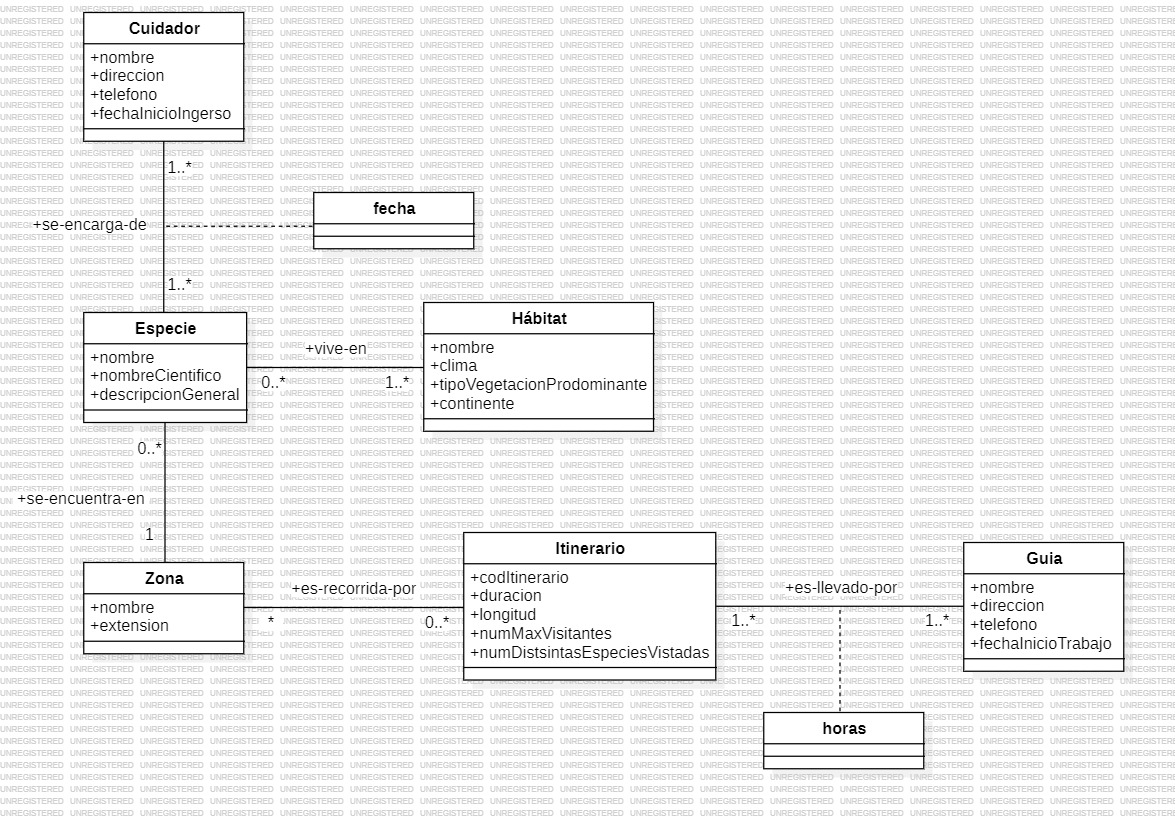 Cuidador
+nombre
+direccion
+telefono
+fechaInicioIngerso
1..*
+se-encarga-de
fecha
1..*
Especie
+nombre
+nombreCientifico
+descripcionGeneral
+vive-en
0..*
1..*
Hábitat
+nombre
+clima
+tipoVegetacionProdominante
+continente
0..*
+se-encuentra-en
1
Zona
+nombre
+extension
+es-recorrida-por
*
0..*
Itinerario
+codItinerario
+duracion
+longitud
+numMaxVisitantes
+numDistsintasEspeciesVistadas
+es-llevado-por
1..*
1..*
Guia
+nombre
+direccion
+telefono
+fechaInicioTrabajo
horas
UNREGISTERED